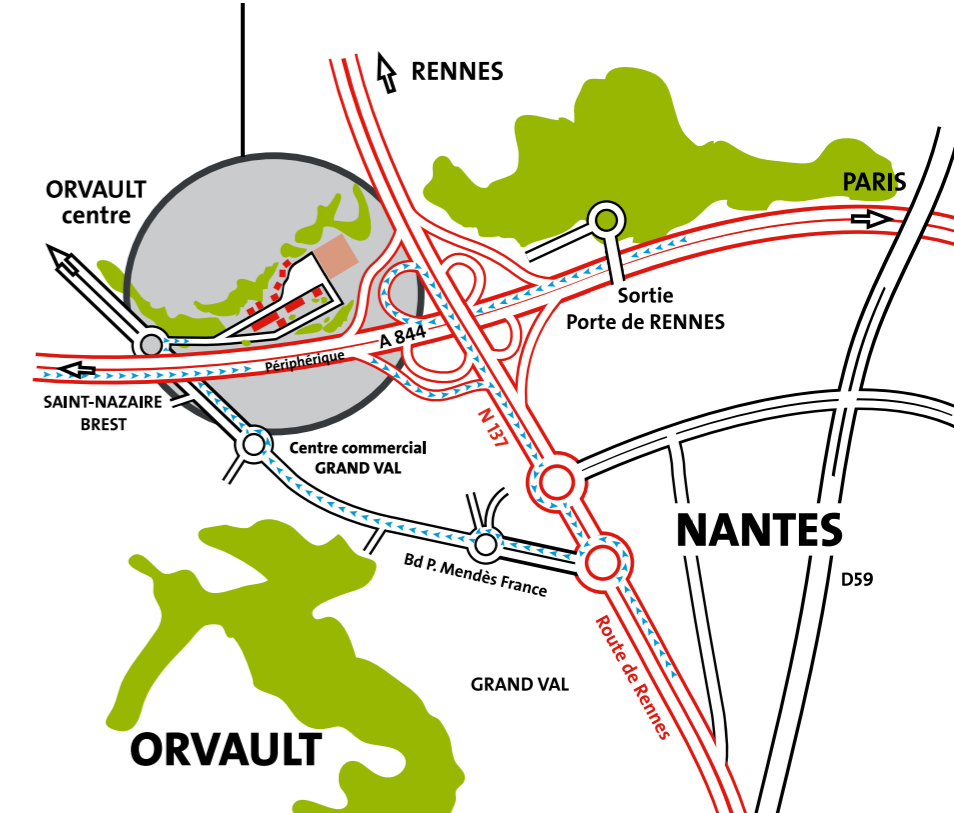 RENNES
ORVAULT
centre
PARIS
Sortie
Porte de RENNES
A 844
Périphérique
SAINT-NAZAIRE
BREST
N 137
Centre commercial
GRAND VAL
NANTES
Bd P. Mendès France
D59
Route de Rennes
GRAND VAL
ORVAULT